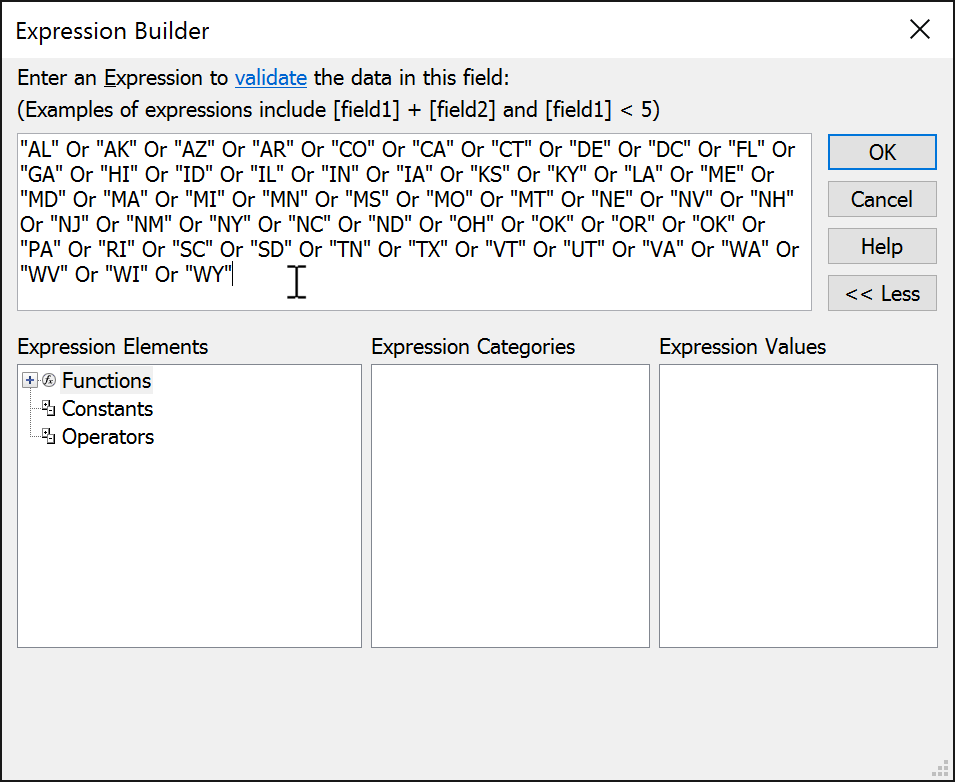 Expression Builder
Enter an Expression to validate the data in this field:
(Examples of expressions include [field1] + [field2] and [field1] < 5)
"AL" Or "AK" Or "AZ" Or "AR" Or "CO" Or "CA" Or "CT" Or "DE" Or "DC" Or "FL" Or
"GA" Or "HI" Or "ID" Or "IL" Or "IN" Or "IA" Or "KS" Or "KY" Or "LA" Or "ME" Or
"MD" Or "MA" Or "MI" Or "MN" Or "MS" Or "MO" Or "MT" Or "NE" Or "NV" Or "NH"
Or "NJ" Or "NM" Or "NY" Or "NC" Or "ND" Or "OH" Or "OK" Or "OR" Or "OK" Or
"PA" Or "RI" Or "SC" Or "SD" Or "TN" Or "TX" Or "VT" Or "UT" Or "VA" Or "WA" Or
"WV" Or "WI" Or "WY"
OK
Cancel
Help
<< Less
Expression Elements
Expression Categories
Expression Values
Functions
Constants
Operators